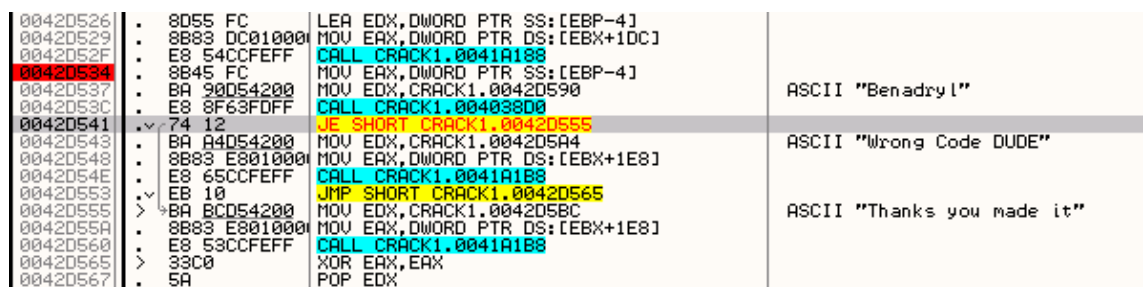 0042D526 . 8D55 FC LEA EDX,DWORD PTR SS:[EBP-4]
0042D529 . 8B83 DC010000 MOV EAX,DWORD PTR DS:[EBX+1DC]
0042D52F . E8 54CCFEFF CALL CRACK1.0041A188
0042D534 . 8B45 FC MOV EAX,DWORD PTR SS:[EBP-4]
0042D537 . BA 90D54200 MOV EDX,CRACK1.0042D590 ASCII "Benadryl"
0042D53C . E8 8F63FDFF CALL CRACK1.004038D0
0042D541 .v 74 12 JE SHORT CRACK1.0042D555
0042D543 . BA A4D54200 MOV EDX,CRACK1.0042D5A4 ASCII "Wrong Code DUDE"
0042D548 . 8B83 E8010000 MOV EAX,DWORD PTR DS:[EBX+1E8]
0042D54E . E8 65CCFEFF CALL CRACK1.0041A1B8
0042D553 .v EB 10 JMP SHORT CRACK1.0042D565
0042D555 > BA BCD54200 MOV EDX,CRACK1.0042D5BC ASCII "Thanks you made it"
0042D55A . 8B83 E8010000 MOV EAX,DWORD PTR DS:[EBX+1E8]
0042D560 . E8 53CCFEFF CALL CRACK1.0041A1B8
0042D565 > 33C0 XOR EAX,EAX
0042D567 . 5A POP EDX